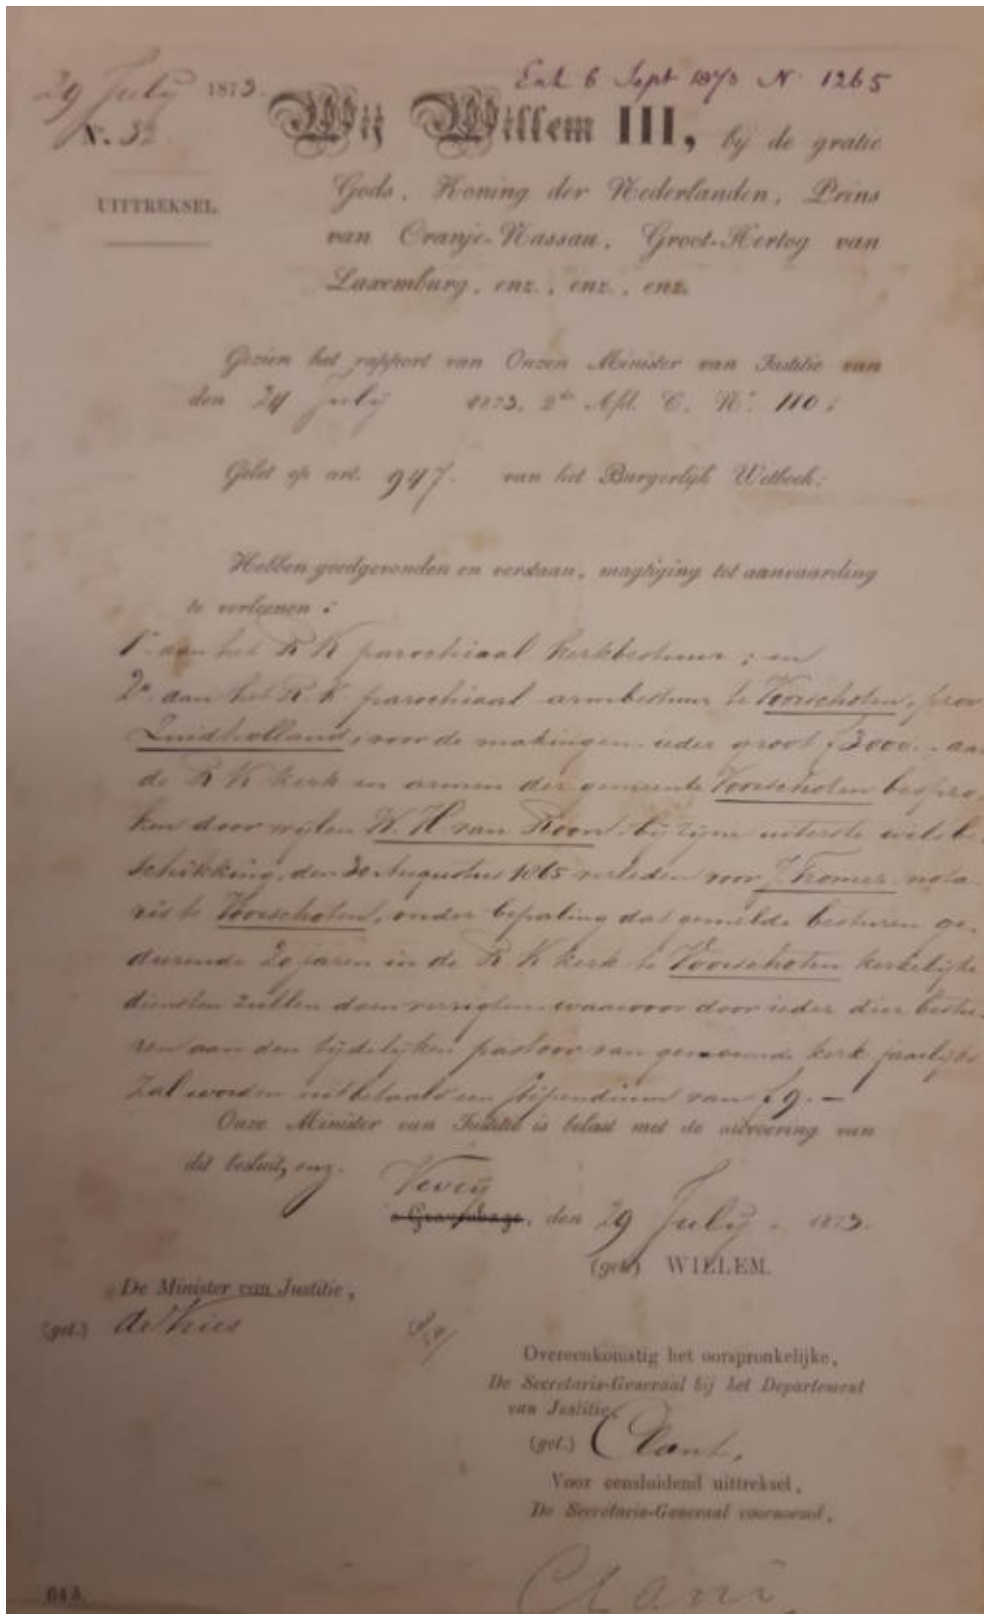 29 July 1873.
Exh 6 Sept 1873 N 1265
N. 32
Wij Willem III, bij de gratie
UITTREKSEL.
Gods, Koning der Nederlanden, Prins
van Oranje-Nassau, Groot-Hertog van
Luxemburg, enz., enz., enz.
Gezien het rapport van Onzen Minister van Justitie van
den 24 July 1873, 2de Afd. C. N. 110;
Gelet op art. 947. van het Burgerlijk Wetboek:
Hebben goedgevonden en verstaan, magtiging tot aanvaarding
te verleenen:
1o aan het R K parochiaal kerkbestuur; en
2o aan het R. K. parochiaal armbestuur te Voorschoten, prov
Zuidholland, voor de makingen ieder groot f3000.- aan
de R K kerk en armen der gemeente Voorschoten bespro-
ken door wijlen K. H. van Roon bij zijne uiterste wilsbe-
schikking, den 30 Augustus 1865 verleden voor J Kromer nota-
ris te Voorschoten, onder bepaling dat gemelde besturen ge-
durende 20 jaren in de R K kerk te Voorschoten kerkelijke
diensten zullen doen verrigten waarvoor door ieder dier bestu-
ren aan den tijdelijken pastoor van genoemde kerk jaarlijks
zal worden uitbetaald een stipendium van f9.-
Onze Minister van Justitie is belast met de uitvoering van
dit besluit, enz.
Vevey
's Gravenhage, den 29 July 1873.
(get.) WILLEM.
De Minister van Justitie,
(get.) de Vries
Overeenkomstig het oorspronkelijke,
De Secretaris-Generaal bij het Departement
van Justitie,
(get.) Clant,
Voor eensluidend uittreksel,
De Secretaris-Generaal voornoemd,
Clant
64 b.